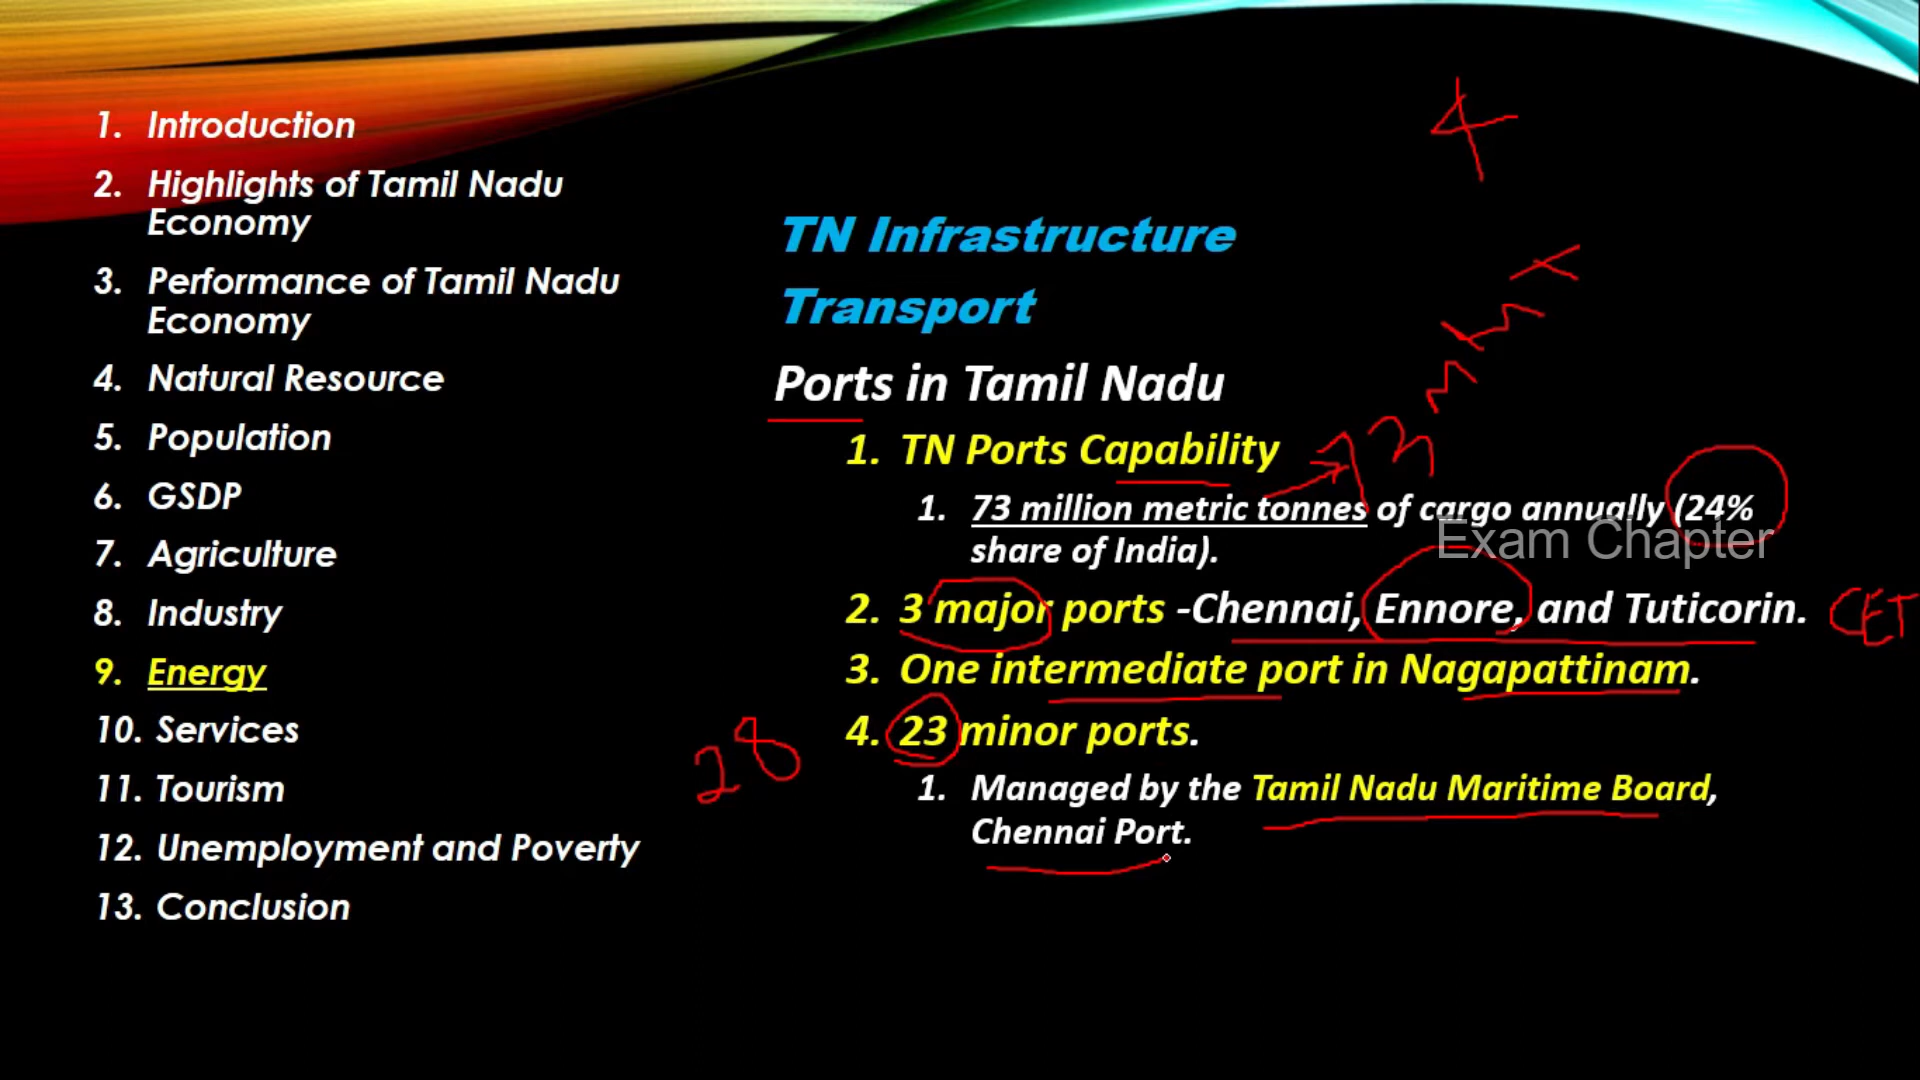 1. Introduction
2. Highlights of Tamil Nadu
Economy
3. Performance of Tamil Nadu
Economy
4. Natural Resource
5. Population
6. GSDP
7. Agriculture
8. Industry
9. Energy
10. Services
11. Tourism
12. Unemployment and Poverty
13. Conclusion
4
TN Infrastructure
Transport
Ports in Tamil Nadu
1. TN Ports Capability
73
1. 73 million metric tonnes of cargo annually (24%
share of India).
Exam Chapter
2. 3 major ports -Chennai, Ennore, and Tuticorin.
CET
3. One intermediate port in Nagapattinam.
4. 23 minor ports.
28
1. Managed by the Tamil Nadu Maritime Board,
Chennai Port.